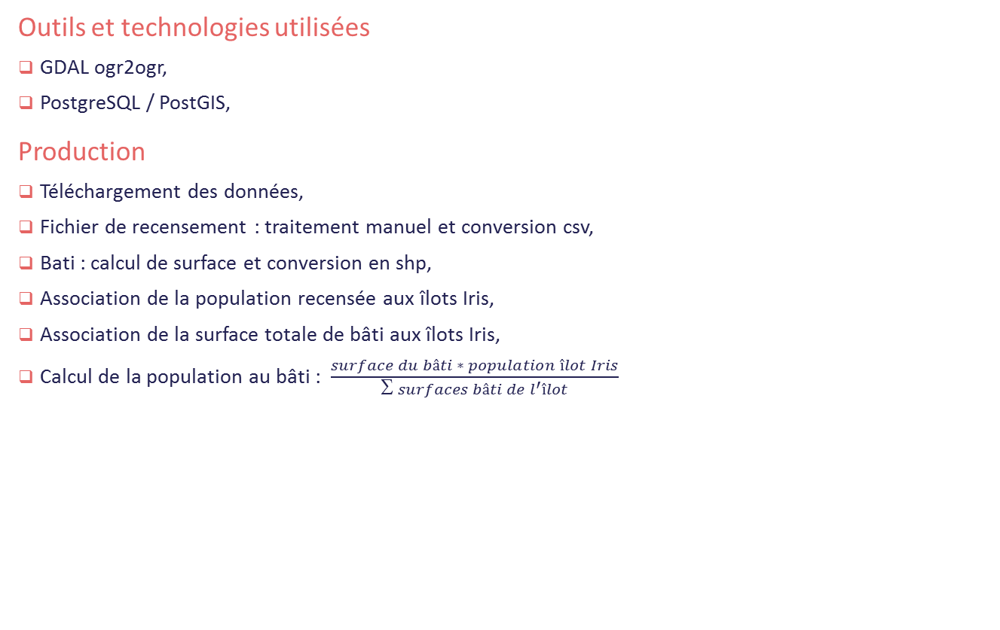 Outils et technologies utilisées
❑ GDAL ogr2ogr,
❑ PostgreSQL / PostGIS,
Production
❑ Téléchargement des données,
❑ Fichier de recensement : traitement manuel et conversion csv,
❑ Bati : calcul de surface et conversion en shp,
❑ Association de la population recensée aux îlots Iris,
❑ Association de la surface totale de bâti aux îlots Iris,
❑ Calcul de la population au bâti :
surface du bâti ∗ population îlot Iris
∑ surfaces bâti de l′îlot